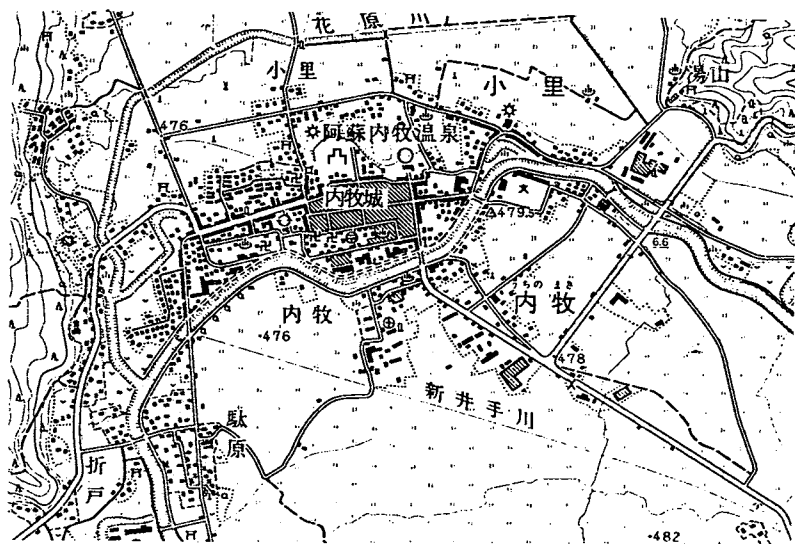 花原川
小里
小里
湯山
476
阿蘇内牧温泉
内牧城
479.5
6.6
うちのまき
内牧
内牧
476
478
新井手川
駄原
折戸
482